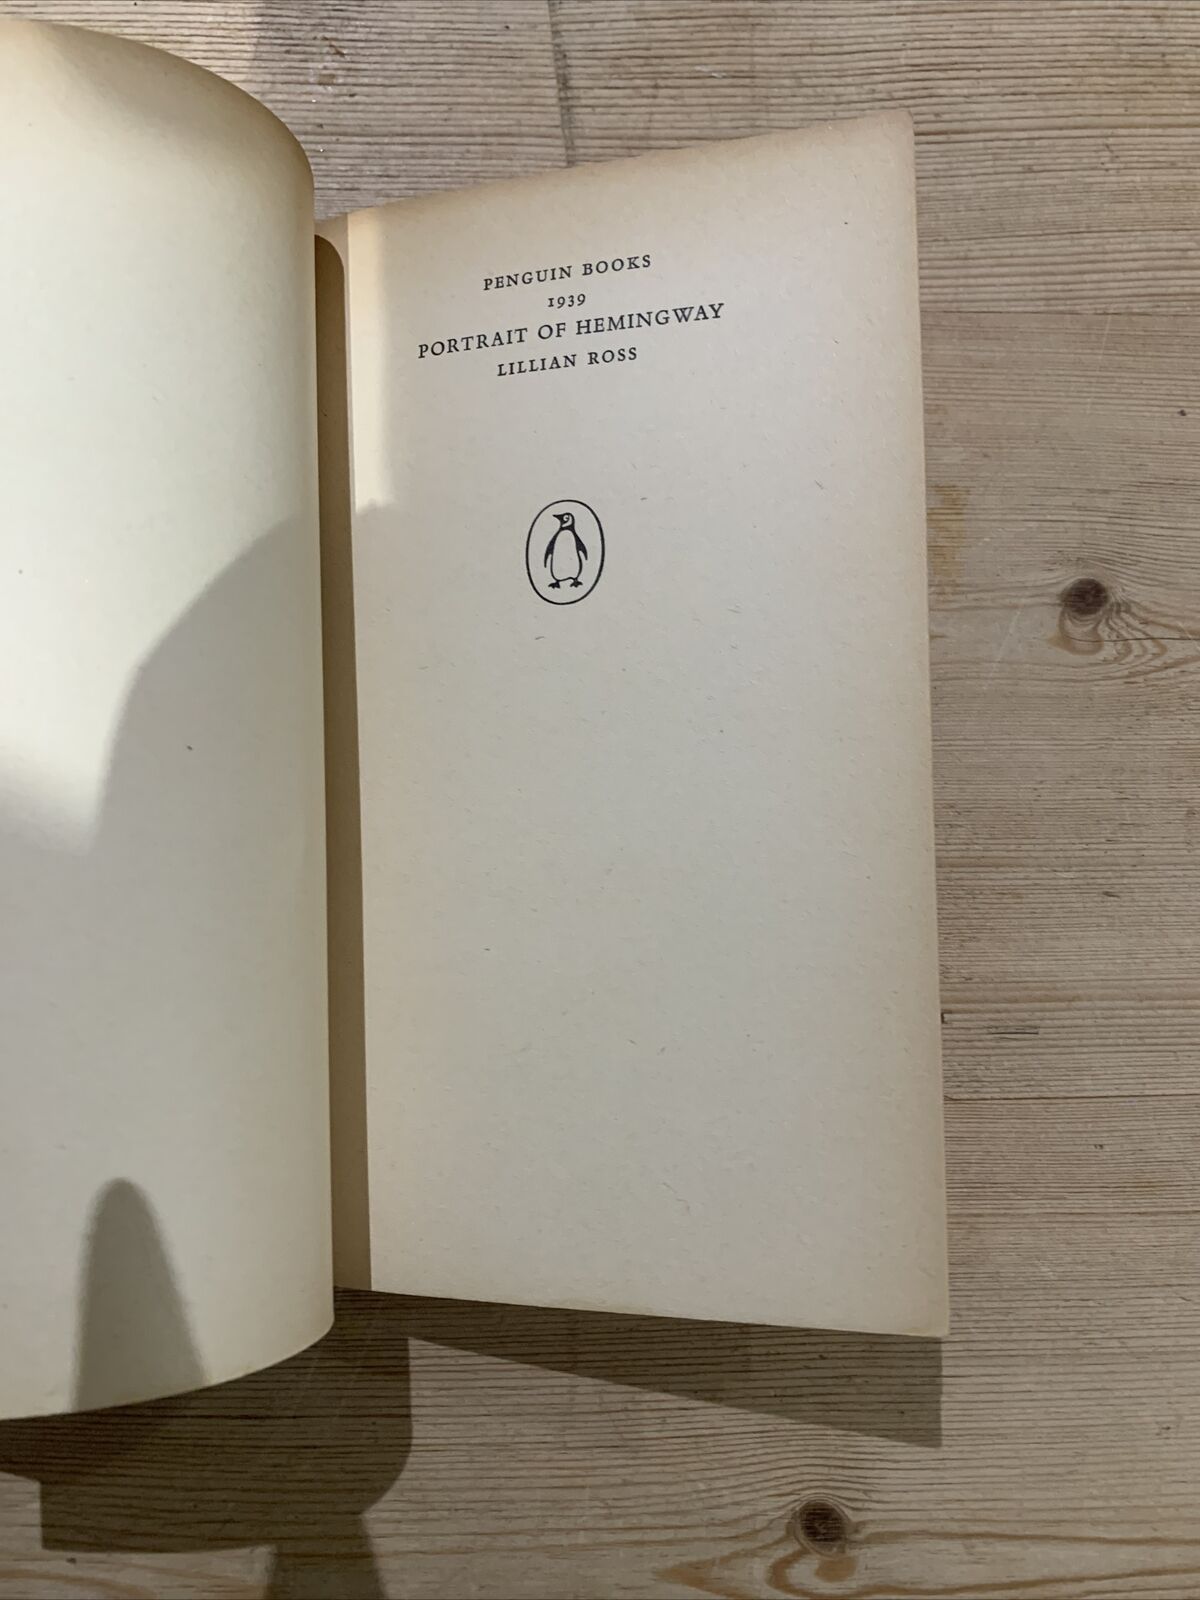 PENGUIN BOOKS
1939
PORTRAIT OF HEMINGWAY
LILLIAN ROSS